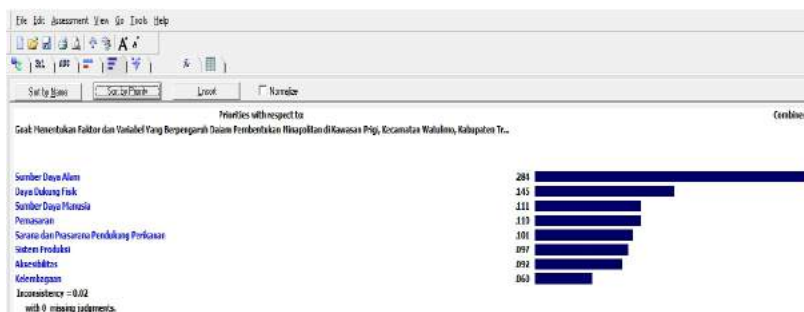 File Edit Assessment View Go Tools Help
Sort by Name Sort by Priority Unsort Normalize
Priorities with respect to: Combined
Goal: Menentukan Faktor dan Variabel Yang Berpengaruh Dalam Pembentukan Minapolitan di Kawasan Prigi, Kecamatan Watulimo, Kabupaten Tr...
Sumber Daya Alam .284
Daya Dukung Fisik .145
Sumber Daya Manusia .111
Pemasaran .110
Sarana dan Prasarana Pendukung Perikanan .101
Sistem Produksi .097
Aksesibilitas .092
Kelembagaan .060
Inconsistency = 0.02
with 0 missing judgments.